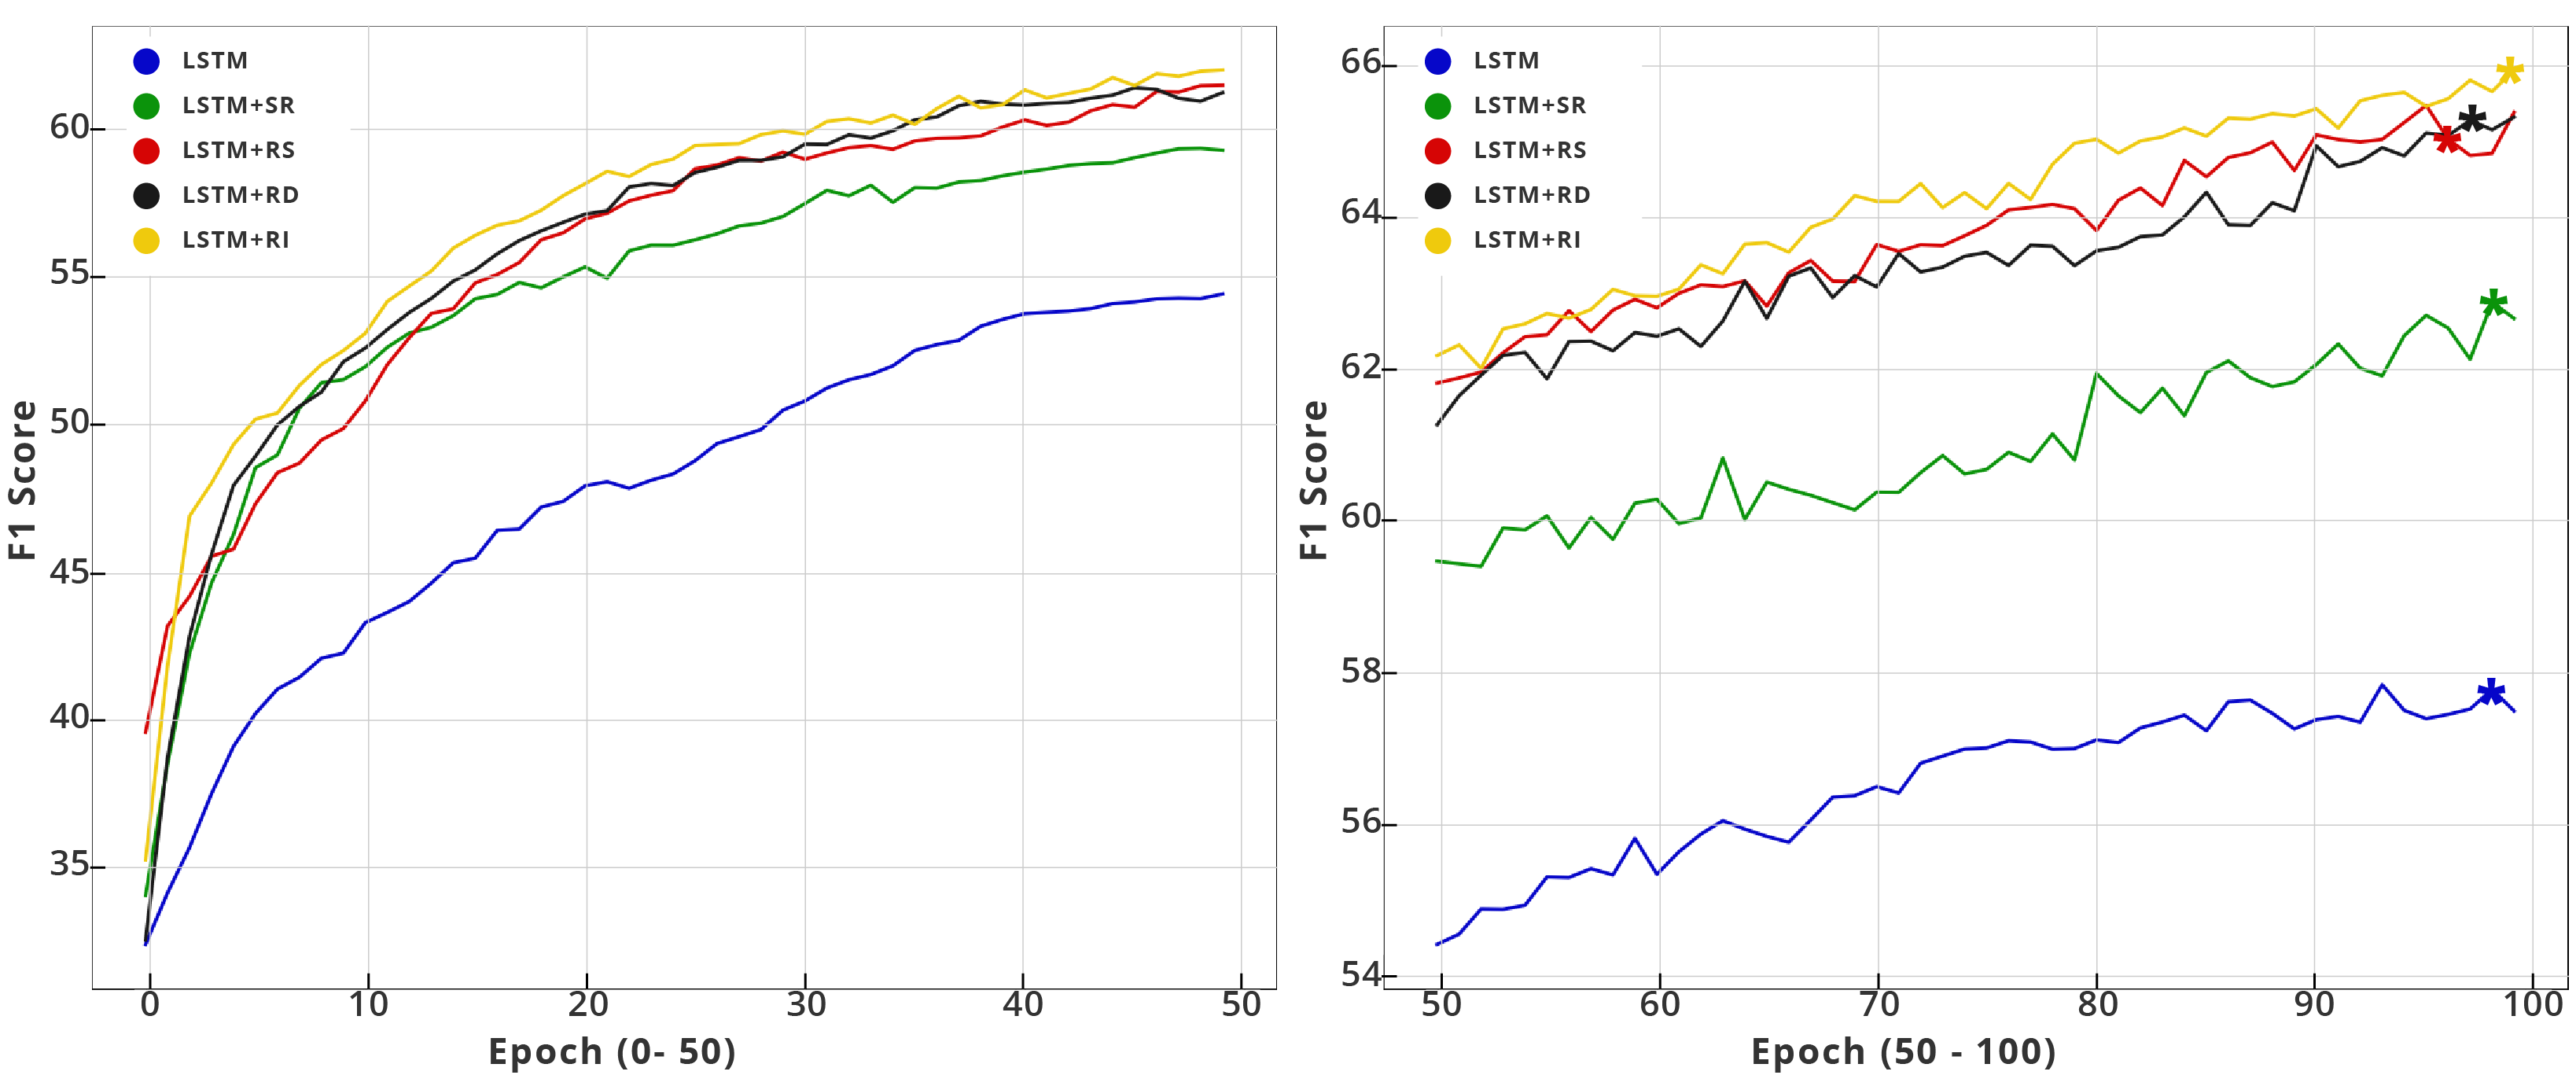 LSTM
LSTM+SR
LSTM+RS
LSTM+RD
LSTM+RI
60
55
50
45
40
35
F1 Score
0 10 20 30 40 50
Epoch (0- 50)
LSTM
LSTM+SR
LSTM+RS
LSTM+RD
LSTM+RI
66
64
62
60
58
56
54
F1 Score
50 60 70 80 90 100
Epoch (50 - 100)